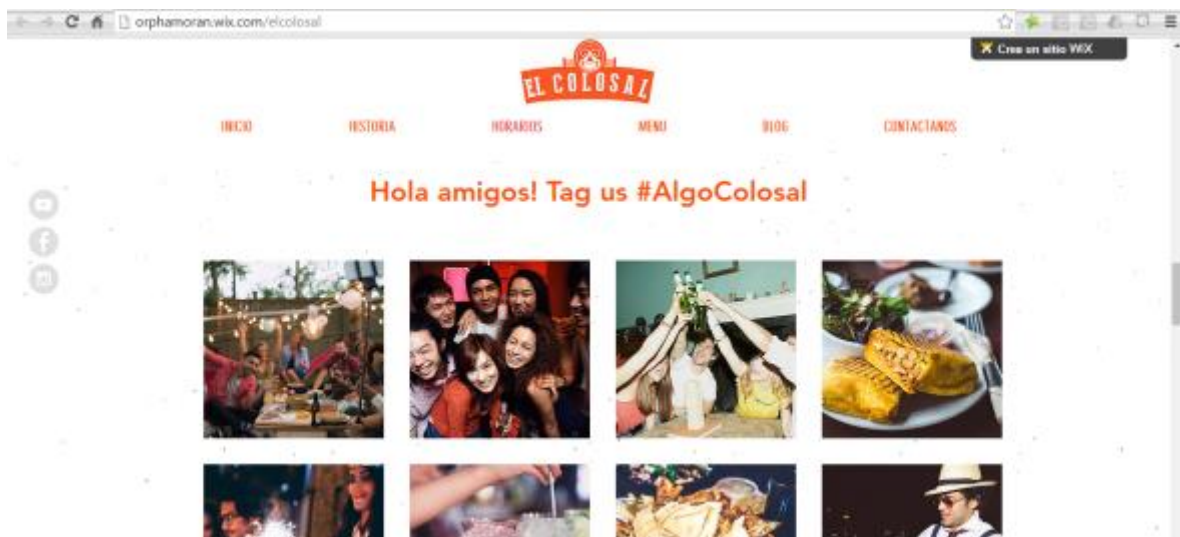 orphamoran.wix.com/elcolosal
Crea un sitio WIX
EL COLOSAL
INICIO HISTORIA HORARIOS MENU BLOG CONTACTANOS
Hola amigos! Tag us #AlgoColosal